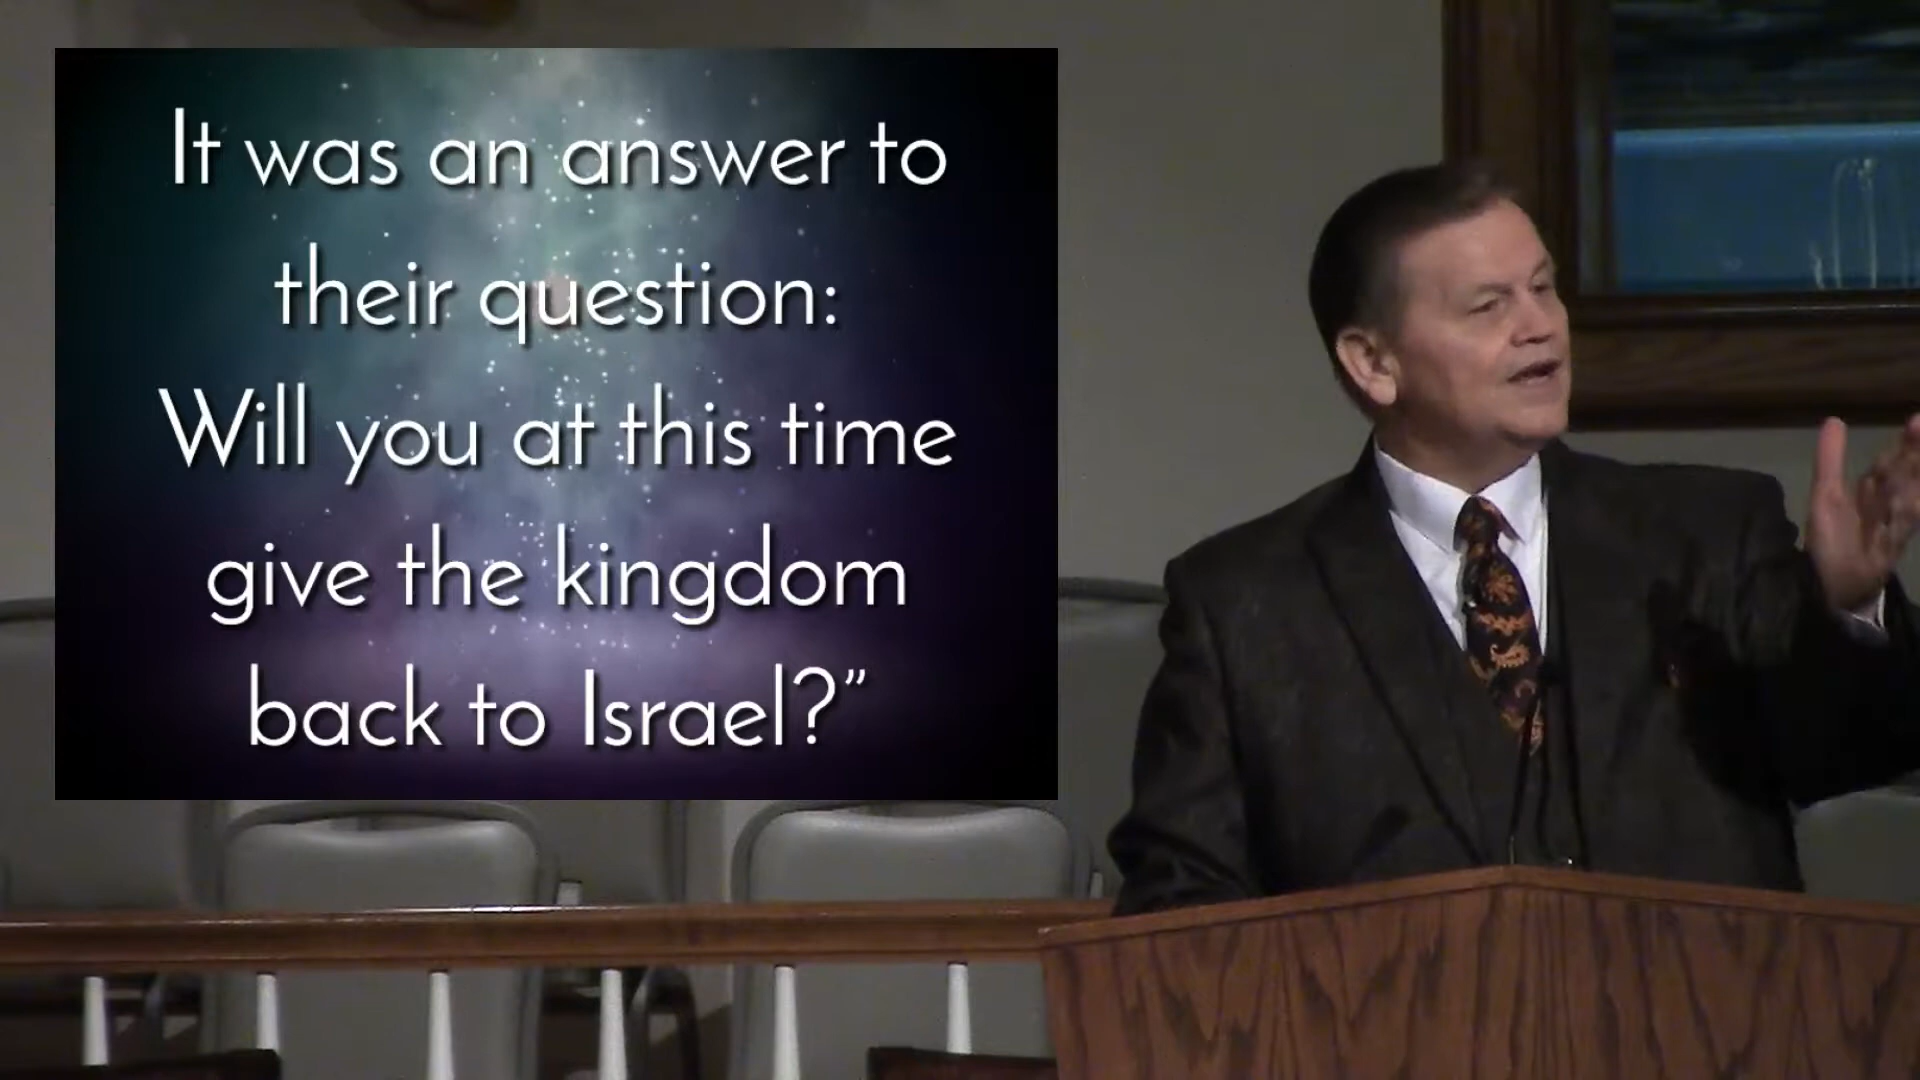 It was an answer to
their question:
Will you at this time
give the kingdom
back to Israel?”